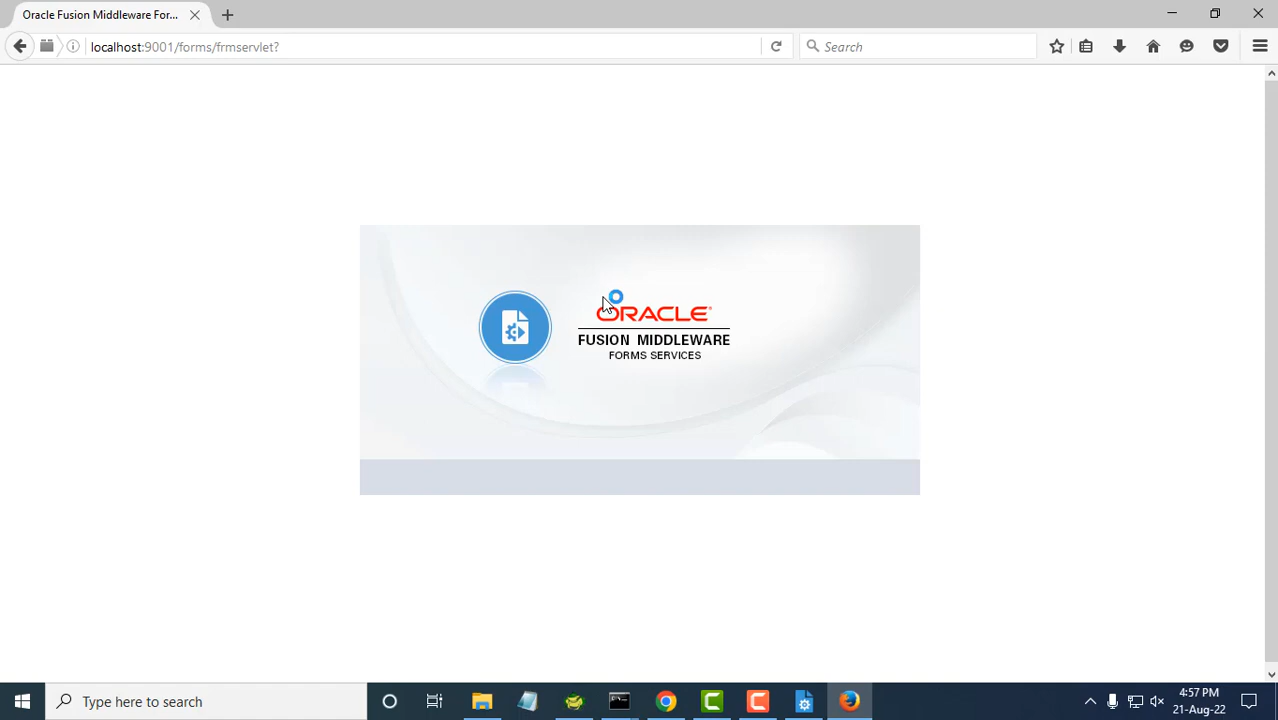 Oracle Fusion Middleware For...
localhost:9001/forms/frmservlet?
Search
ORACLE®
FUSION MIDDLEWARE
FORMS SERVICES
Type here to search
4:57 PM
21-Aug-22